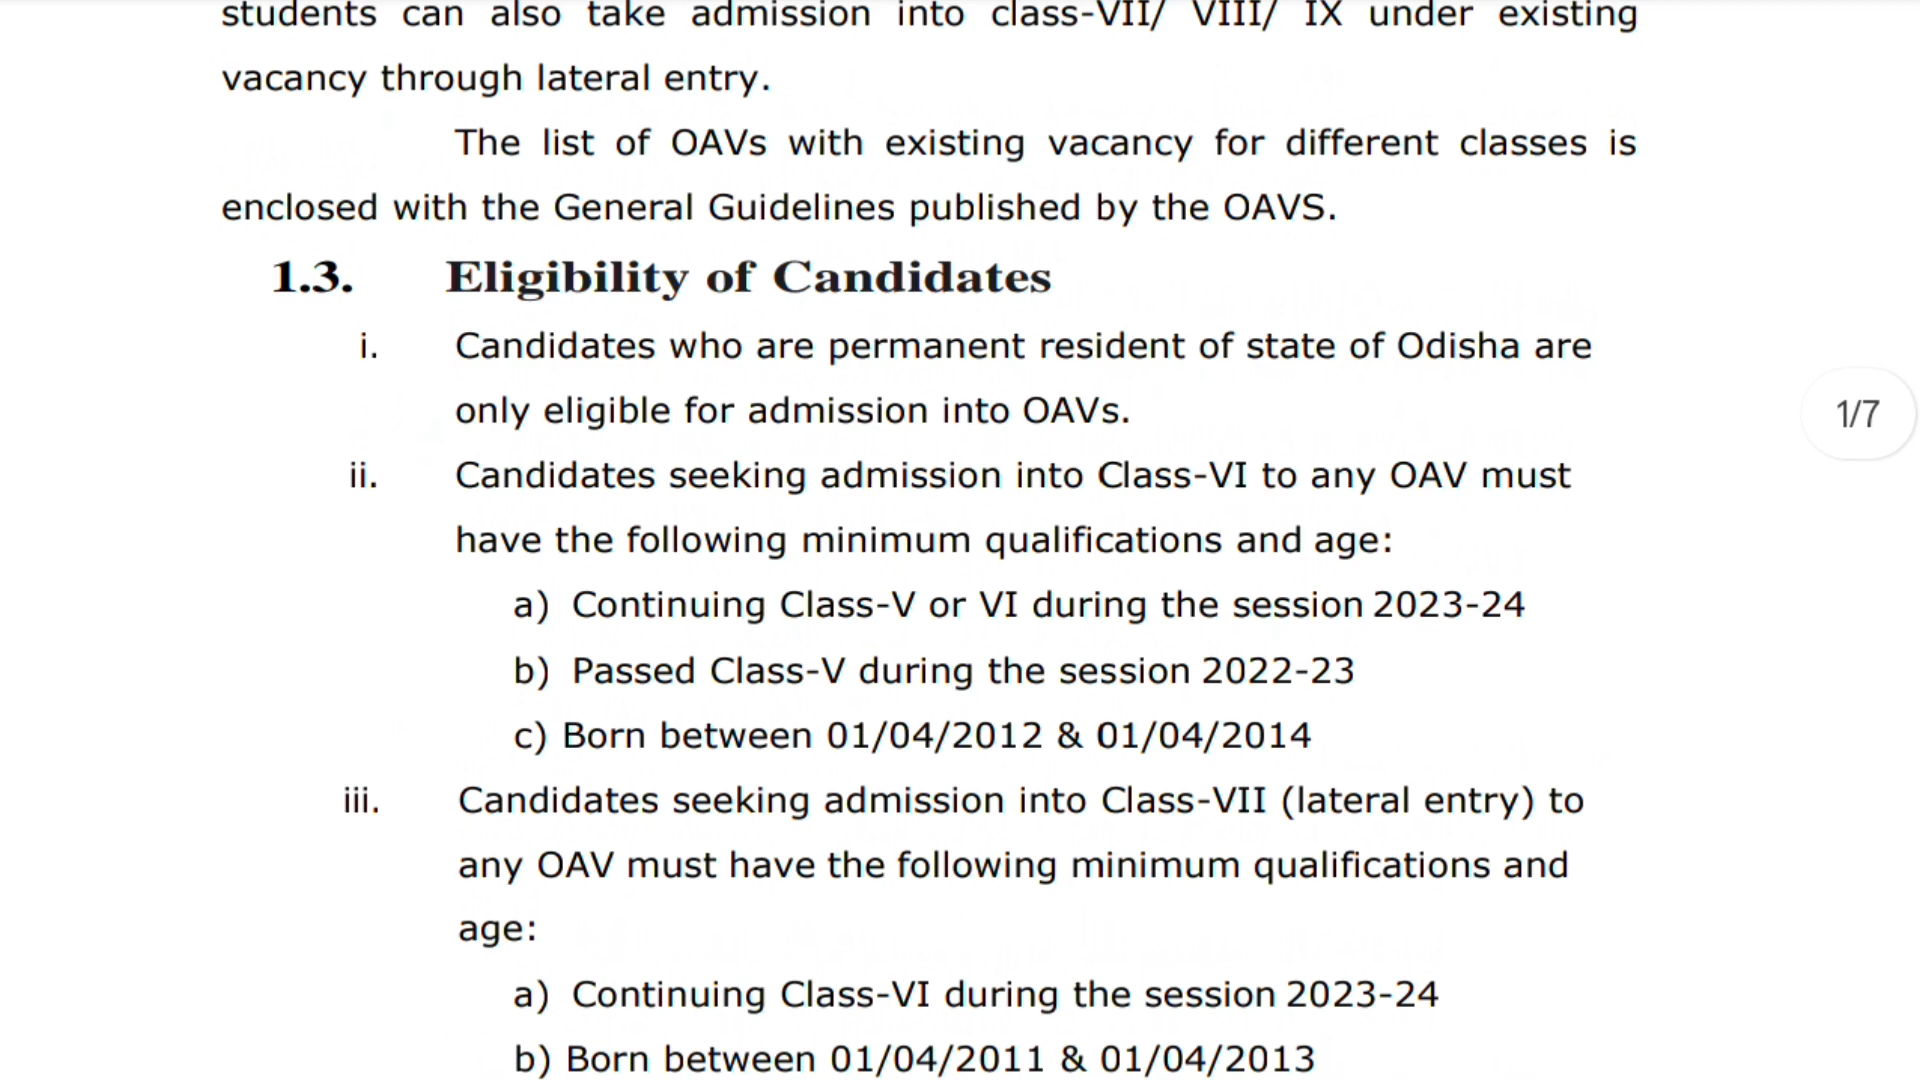 students can also take admission into class-VII/ VIII/ IX under existing
vacancy through lateral entry.
The list of OAVs with existing vacancy for different classes is
enclosed with the General Guidelines published by the OAVS.
1.3. Eligibility of Candidates
i. Candidates who are permanent resident of state of Odisha are
only eligible for admission into OAVs.
1/7
ii. Candidates seeking admission into Class-VI to any OAV must
have the following minimum qualifications and age:
a) Continuing Class-V or VI during the session 2023-24
b) Passed Class-V during the session 2022-23
c) Born between 01/04/2012 & 01/04/2014
iii. Candidates seeking admission into Class-VII (lateral entry) to
any OAV must have the following minimum qualifications and
age:
a) Continuing Class-VI during the session 2023-24
b) Born between 01/04/2011 & 01/04/2013